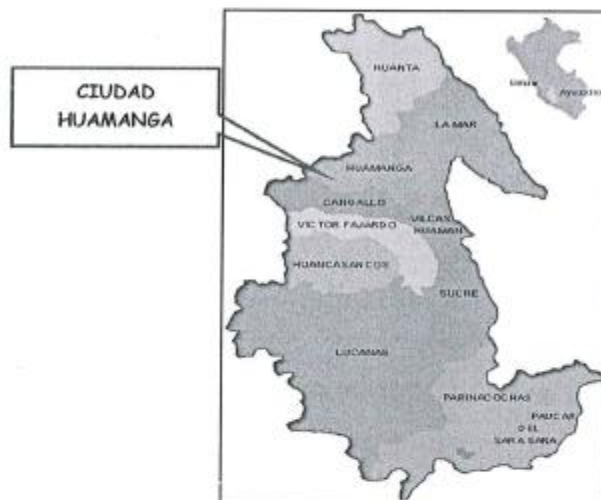 CIUDAD
HUAMANGA
HUANTA
LA MAR
HUAMANGA
CANGALLO
VILCAS
HUAMAN
VICTOR FAJARDO
HUANCASANCOS
SUCRE
LUCANAS
PARINACOCHAS
PAUCAR
DEL
SARA SARA